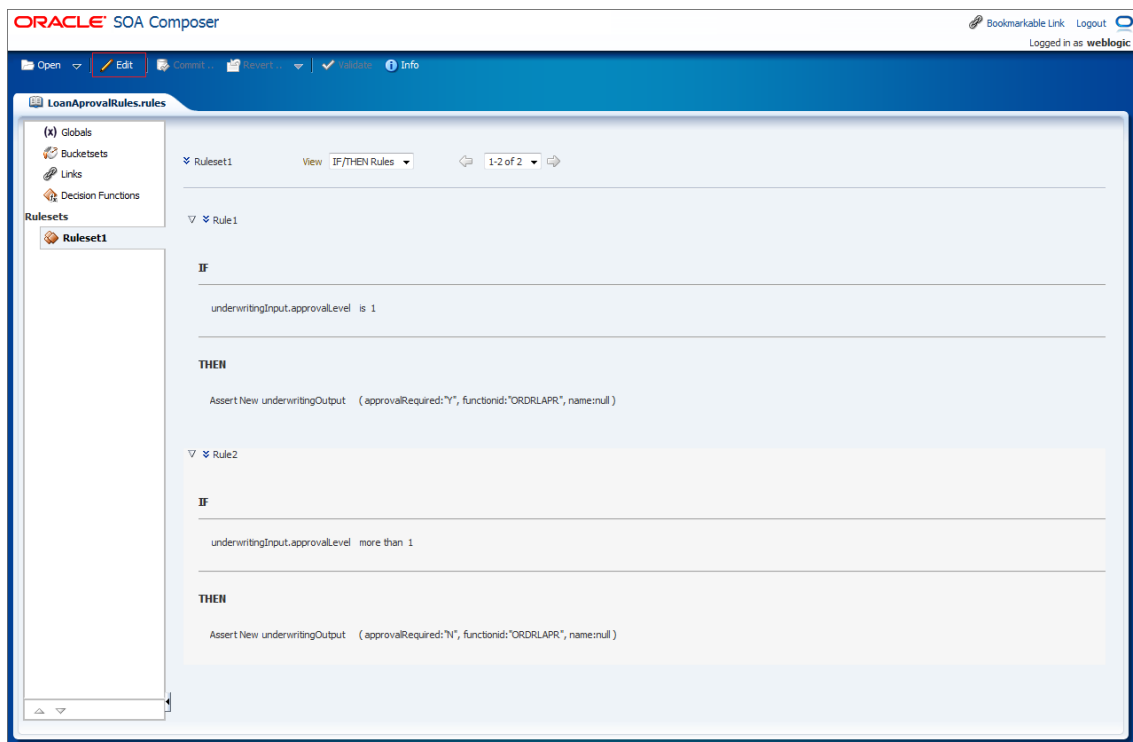 ORACLE SOA Composer
Bookmarkable Link Logout
Logged in as weblogic
Open Edit Commit .. Revert .. Validate Info
LoanAprovalRules.rules
(x) Globals
Bucketsets
Links
Decision Functions
Rulesets
Ruleset1
Ruleset1 View IF/THEN Rules 1-2 of 2
Rule1
IF
underwritingInput.approvalLevel is 1
THEN
Assert New underwritingOutput ( approvalRequired:"Y", functionid:"ORDRLAPR", name:null )
Rule2
IF
underwritingInput.approvalLevel more than 1
THEN
Assert New underwritingOutput ( approvalRequired:"N", functionid:"ORDRLAPR", name:null )